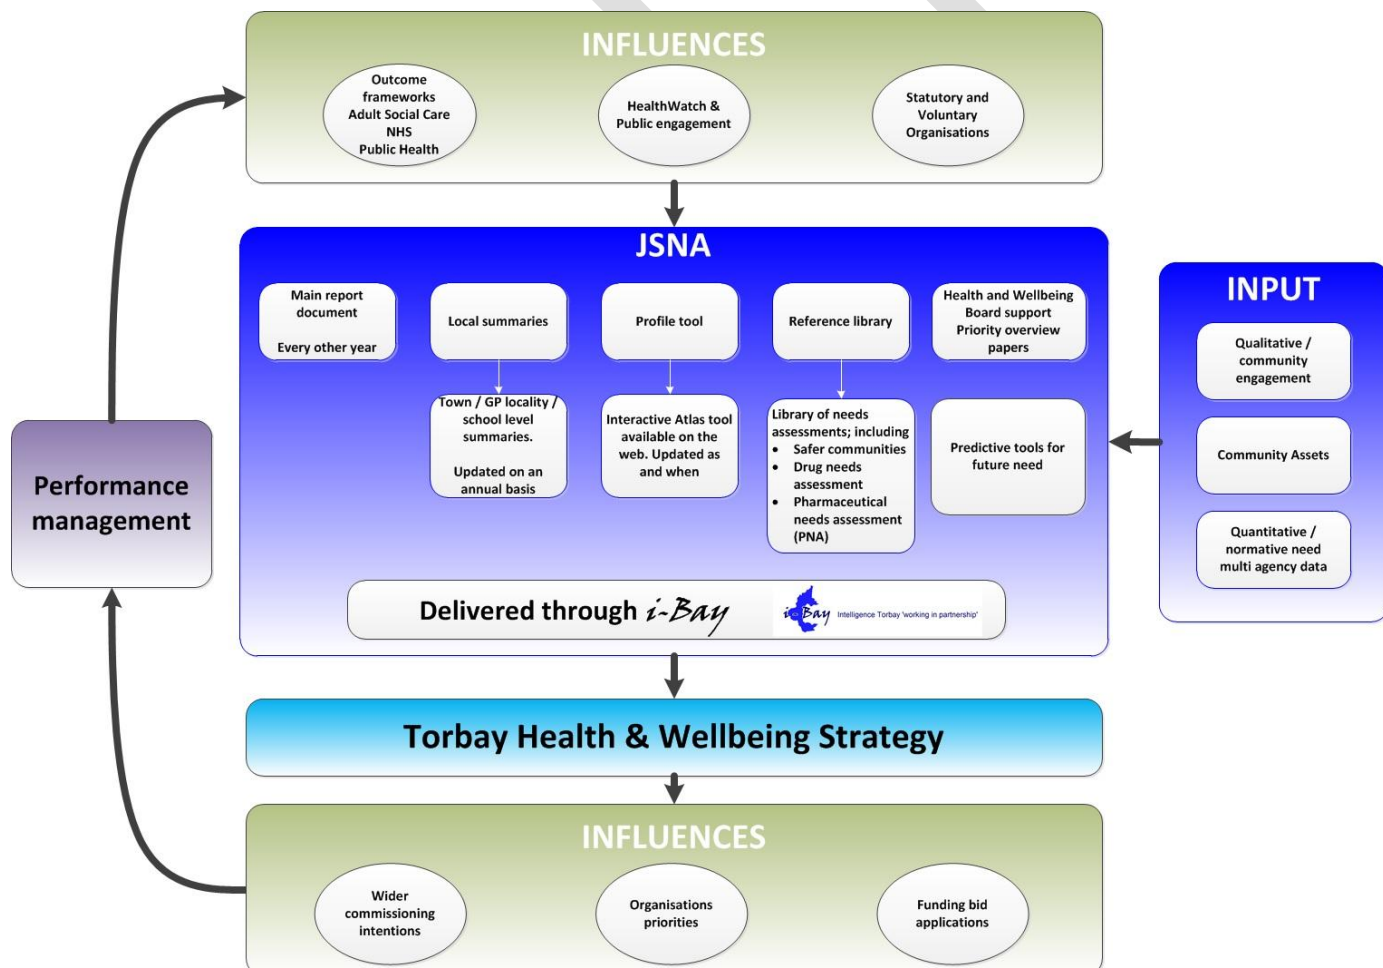 INFLUENCES
Outcome
frameworks
Adult Social Care
NHS
Public Health
HealthWatch &
Public engagement
Statutory and
Voluntary
Organisations
JSNA
Main report
document
Every other year
Local summaries
Profile tool
Reference library
Health and Wellbeing
Board support
Priority overview
papers
Town / GP locality /
school level
summaries.
Updated on an
annual basis
Interactive Atlas tool
available on the
web. Updated as
and when
Library of needs
assessments; including
• Safer communities
• Drug needs
assessment
• Pharmaceutical
needs assessment
(PNA)
Predictive tools for
future need
Delivered through i-Bay
i-Bay Intelligence Torbay 'working in partnership'
INPUT
Qualitative /
community
engagement
Community Assets
Quantitative /
normative need
multi agency data
Performance
management
Torbay Health & Wellbeing Strategy
INFLUENCES
Wider
commissioning
intentions
Organisations
priorities
Funding bid
applications